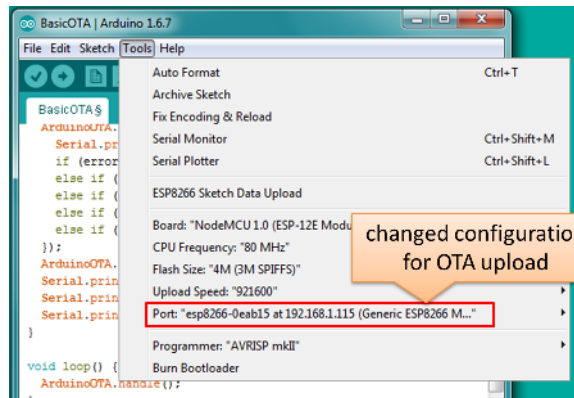 BasicOTA | Arduino 1.6.7
File Edit Sketch Tools Help
BasicOTA§
ArduinoOTA.
Serial.pr
if (error
else if (
else if (
else if (
else if (
});
ArduinoOTA.
Serial.prin
Serial.prin
Serial.prin
}
void loop() {
ArduinoOTA.handle();
Auto Format Ctrl+T
Archive Sketch
Fix Encoding & Reload
Serial Monitor Ctrl+Shift+M
Serial Plotter Ctrl+Shift+L
ESP8266 Sketch Data Upload
Board: "NodeMCU 1.0 (ESP-12E Modu
CPU Frequency: "80 MHz"
Flash Size: "4M (3M SPIFFS)"
Upload Speed: "921600"
Port: "esp8266-0eab15 at 192.168.1.115 (Generic ESP8266 M..."
Programmer: "AVRISP mkII"
Burn Bootloader
changed configuratio
for OTA upload